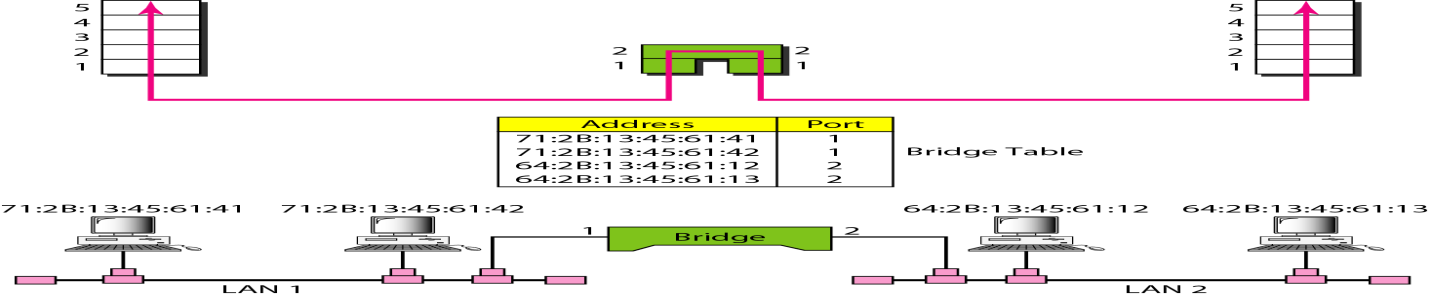 5 5
4 4
3 3
2 2 2 2
1 1 1 1
Address Port
71:2B:13:45:61:41 1
71:2B:13:45:61:42 1
64:2B:13:45:61:12 2
64:2B:13:45:61:13 2
Bridge Table
71:2B:13:45:61:41 71:2B:13:45:61:42 64:2B:13:45:61:12 64:2B:13:45:61:13
1 Bridge 2
LAN 1 LAN 2